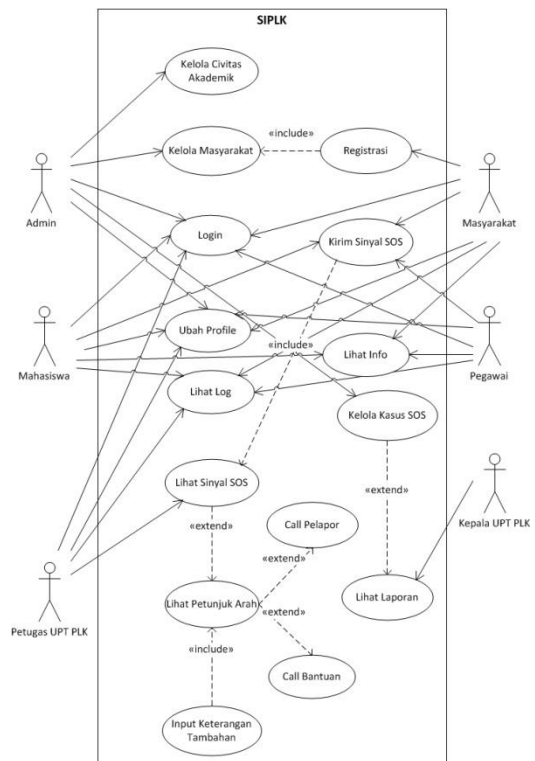 SIPLK
Kelola Civitas
Akademik
«include»
Kelola Masyarakat
Registrasi
Admin
Masyarakat
Login
Kirim Sinyal SOS
Ubah Profile
«include»
Lihat Info
Mahasiswa
Pegawai
Lihat Log
Kelola Kasus SOS
Lihat Sinyal SOS
«extend»
Kepala UPT PLK
«extend»
Call Pelapor
«extend»
Lihat Petunjuk Arah
«extend»
Lihat Laporan
Petugas UPT PLK
«include»
Call Bantuan
Input Keterangan
Tambahan